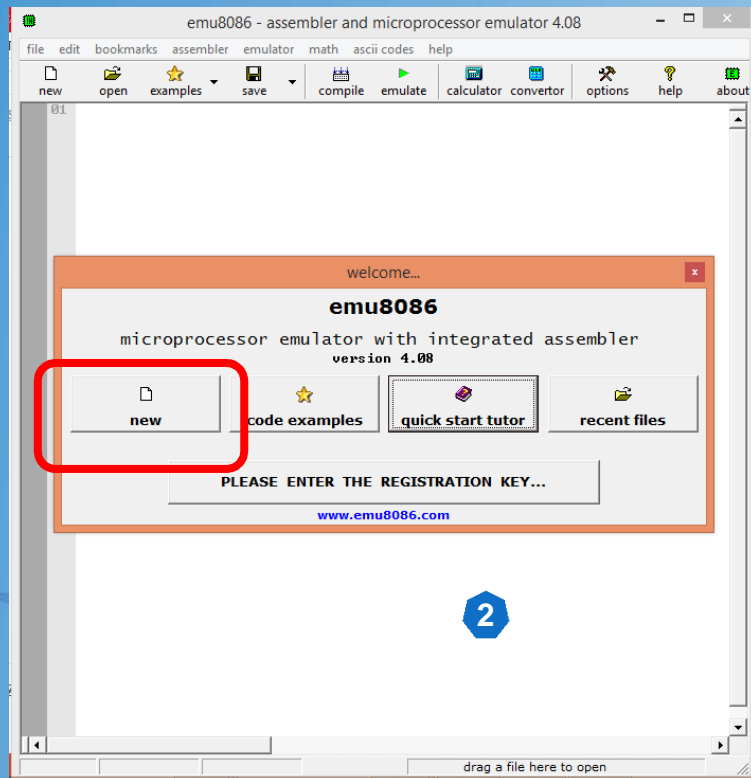 emu8086 - assembler and microprocessor emulator 4.08
file edit bookmarks assembler emulator math ascii codes help
new open examples save compile emulate calculator convertor options help about
01
welcome...
emu8086
microprocessor emulator with integrated assembler
version 4.08
new code examples quick start tutor recent files
PLEASE ENTER THE REGISTRATION KEY...
www.emu8086.com
2
drag a file here to open